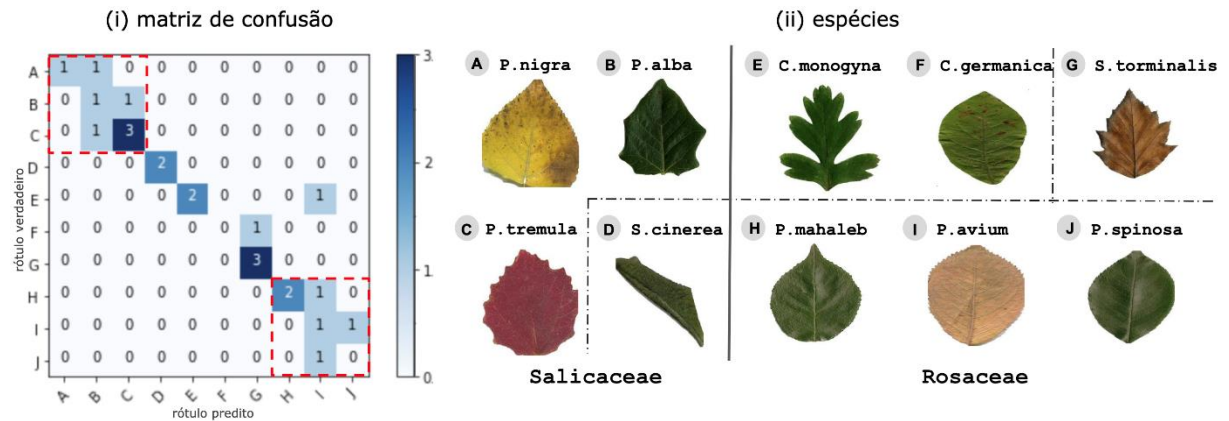 (i) matriz de confusão
rótulo verdadeiro
A 1 1 0 0 0 0 0 0 0 0
B 0 1 1 0 0 0 0 0 0 0
C 0 1 3 0 0 0 0 0 0 0
D 0 0 0 2 0 0 0 0 0 0
E 0 0 0 0 2 0 0 0 1 0
F 0 0 0 0 0 0 1 0 0 0
G 0 0 0 0 0 0 3 0 0 0
H 0 0 0 0 0 0 0 2 1 0
I 0 0 0 0 0 0 0 0 1 1
J 0 0 0 0 0 0 0 0 1 0
A B C D E F G H I J
rótulo predito
3.
2
1
0.
(ii) espécies
A P.nigra
B P.alba
E C.monogyna
F C.germanica
G S.torminalis
C P.tremula
D S.cinerea
H P.mahaleb
I P.avium
J P.spinosa
Salicaceae
Rosaceae